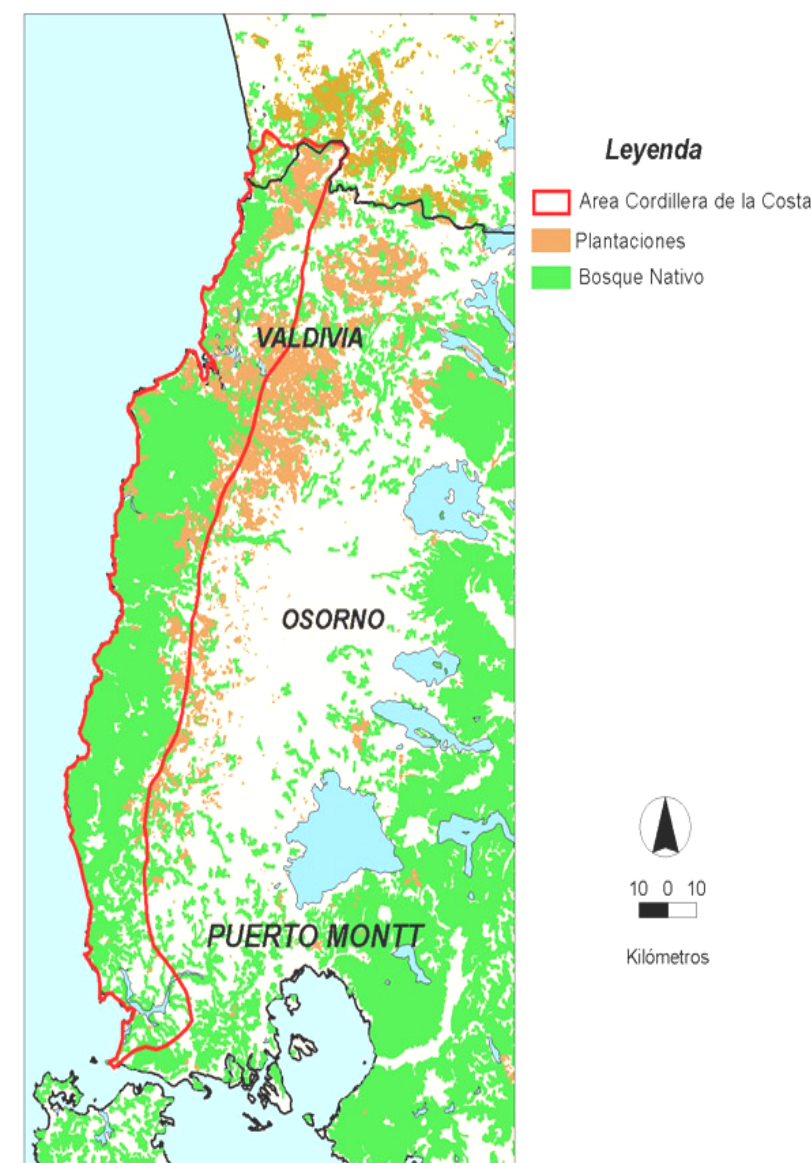 Leyenda
Area Cordillera de la Costa
Plantaciones
Bosque Nativo
VALDIVIA
OSORNO
PUERTO MONTT
10 0 10
Kilómetros